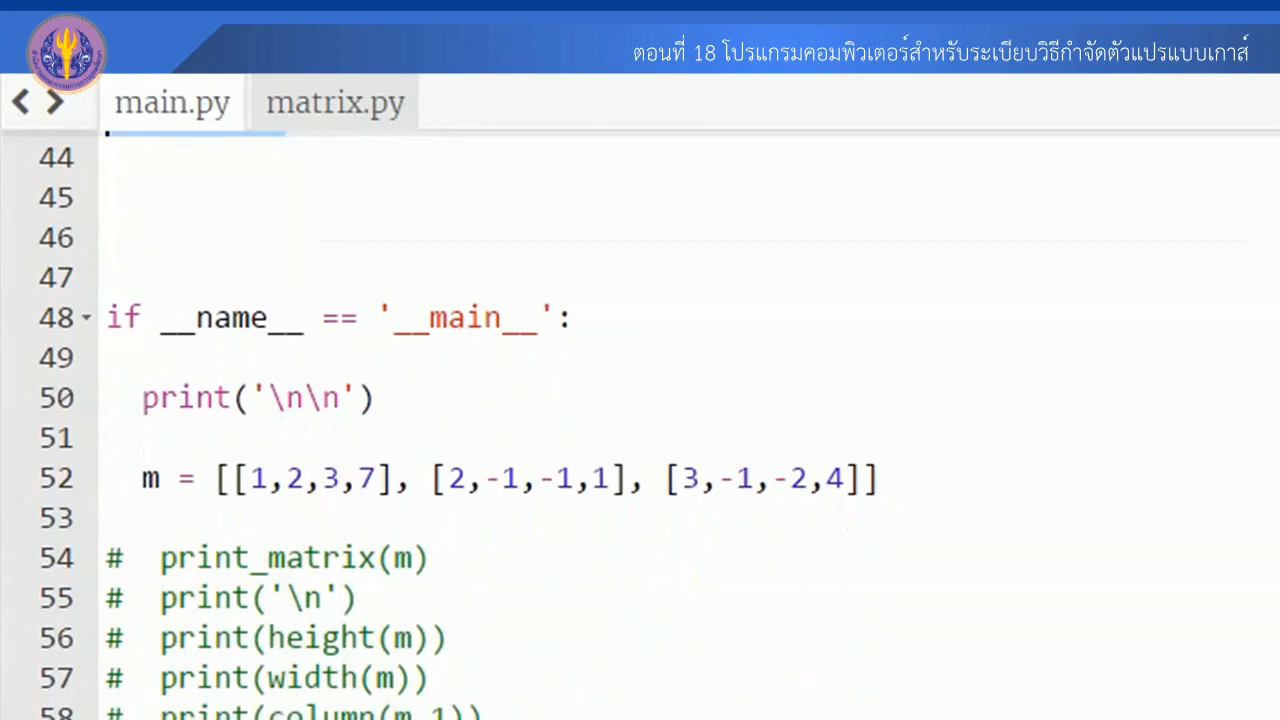 ตอนที่ 18 โปรแกรมคอมพิวเตอร์สำหรับระเบียบวิธีกำจัดตัวแปรแบบเกาส์
main.py matrix.py
44
45
46
47
48 if __name__ == '__main__':
49
50 print('\n\n')
51
52 m = [[1,2,3,7], [2,-1,-1,1], [3,-1,-2,4]]
53
54 # print_matrix(m)
55 # print('\n')
56 # print(height(m))
57 # print(width(m))
58 # print(column(m,1))